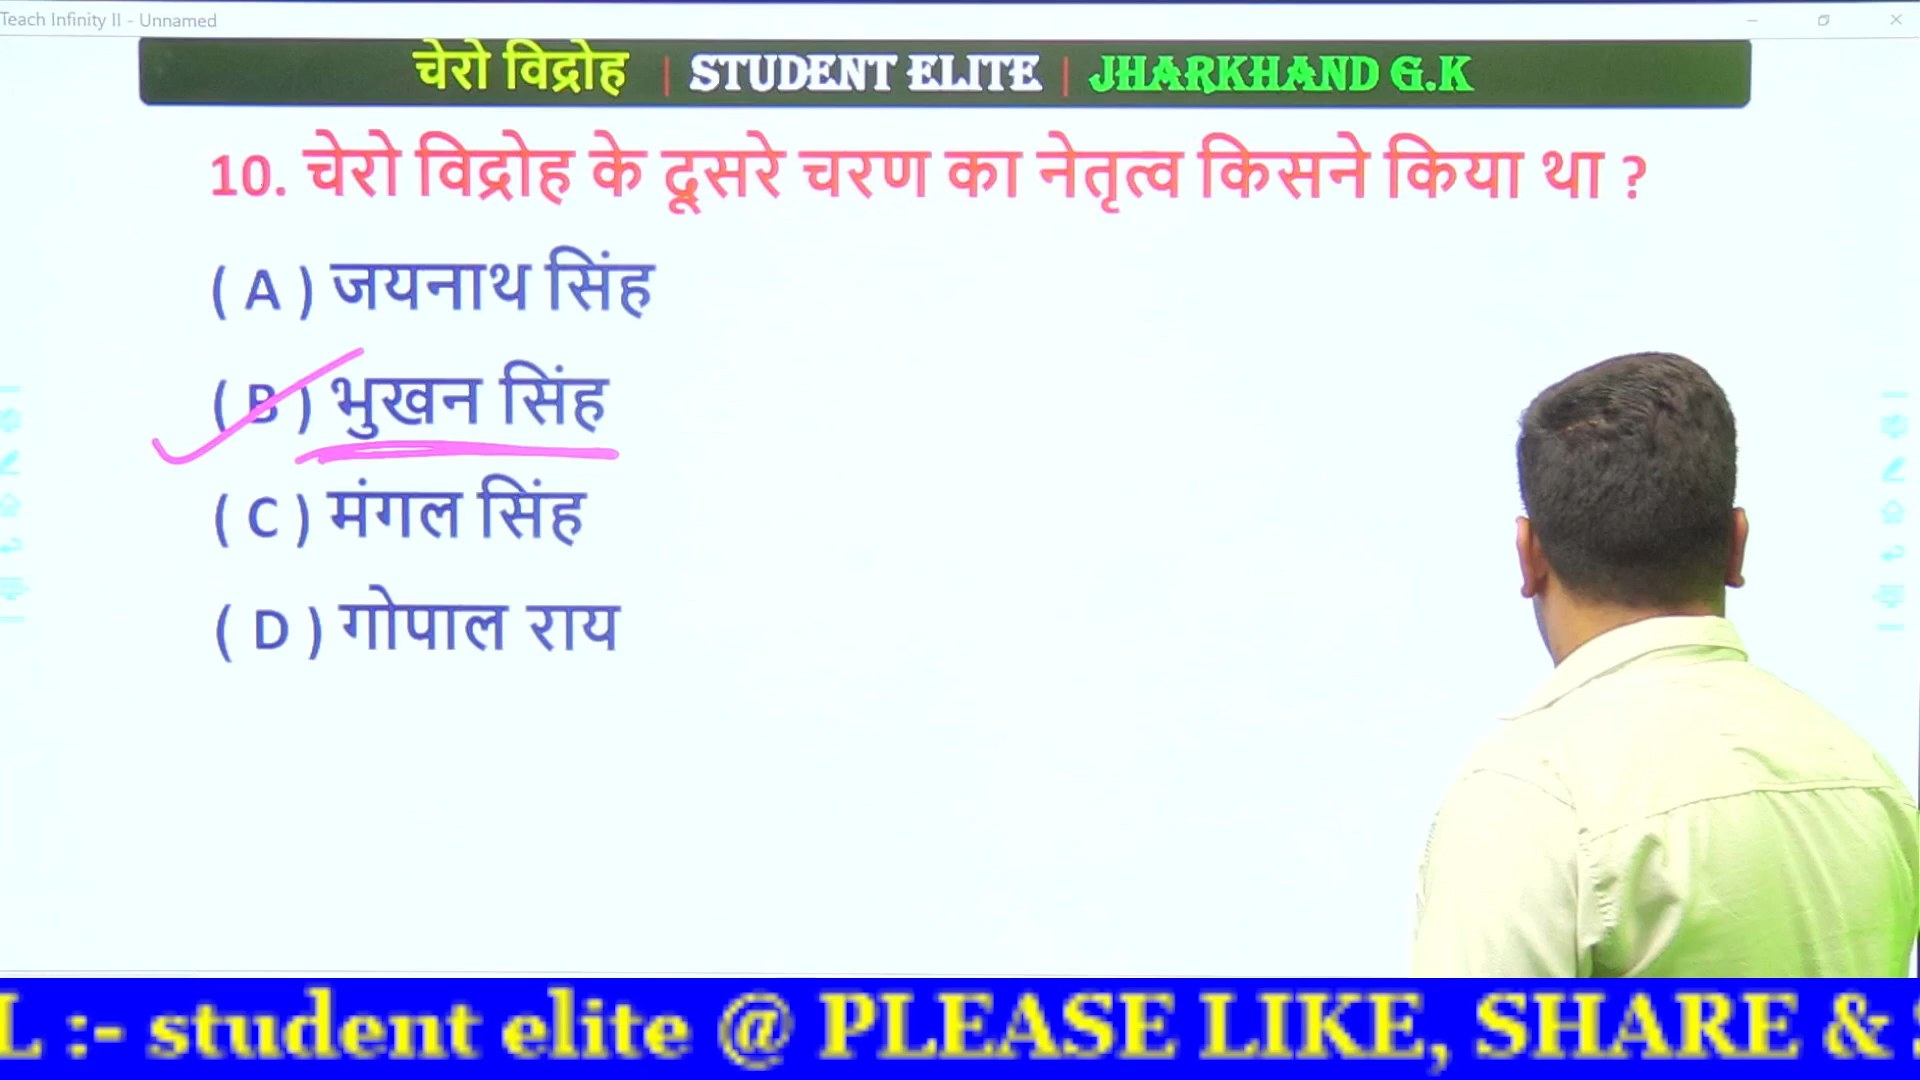 Teach Infinity II - Unnamed
चेरो विद्रोह | STUDENT ELITE | JHARKHAND G.K
10. चेरो विद्रोह के दूसरे चरण का नेतृत्व किसने किया था ?
( A ) जयनाथ सिंह
( B ) भुखन सिंह
( C ) मंगल सिंह
( D ) गोपाल राय
L :- student elite @ PLEASE LIKE, SHARE &